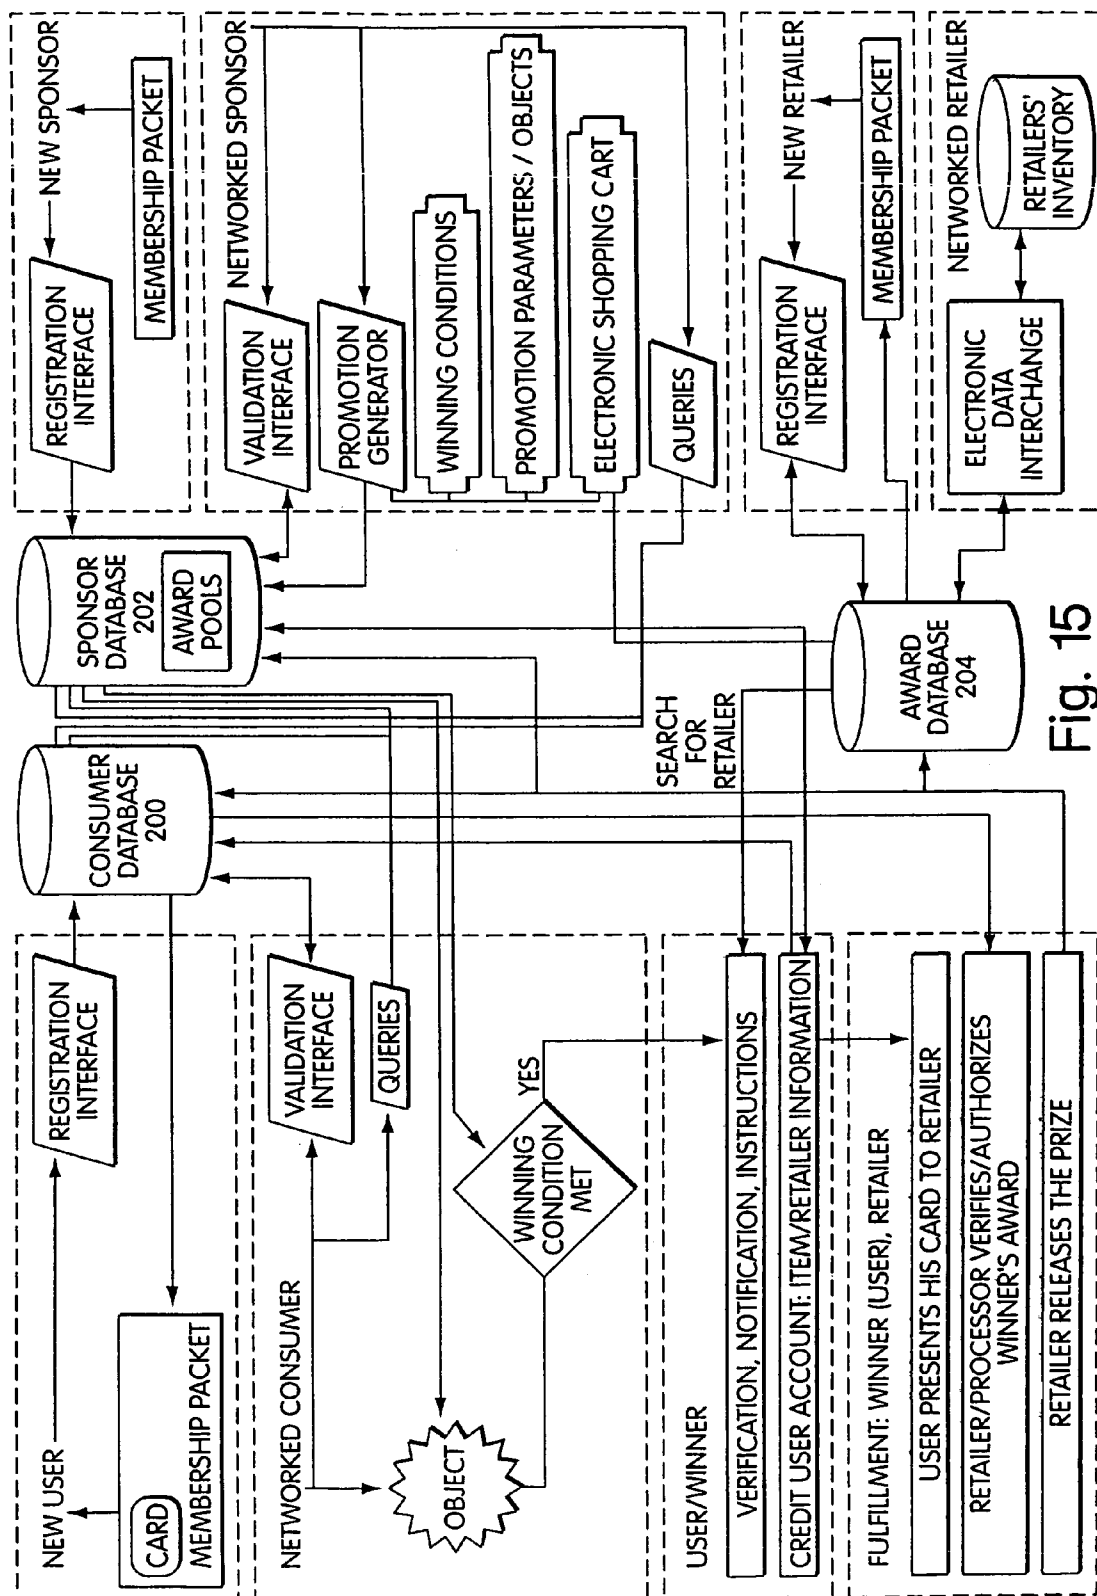 NEW USER
REGISTRATION
INTERFACE
CARD
MEMBERSHIP PACKET
CONSUMER
DATABASE
200
SPONSOR
DATABASE
202
AWARD
POOLS
REGISTRATION
INTERFACE
NEW SPONSOR
MEMBERSHIP PACKET
NETWORKED CONSUMER
VALIDATION
INTERFACE
QUERIES
OBJECT
WINNING
CONDITION
MET
YES
NETWORKED SPONSOR
VALIDATION
INTERFACE
PROMOTION
GENERATOR
WINNING CONDITIONS
PROMOTION PARAMETERS / OBJECTS
ELECTRONIC SHOPPING CART
QUERIES
USER/WINNER
VERIFICATION, NOTIFICATION, INSTRUCTIONS
CREDIT USER ACCOUNT: ITEM/RETAILER INFORMATION
SEARCH
FOR
RETAILER
FULFILLMENT: WINNER (USER), RETAILER
USER PRESENTS HIS CARD TO RETAILER
RETAILER/PROCESSOR VERIFIES/AUTHORIZES
WINNER'S AWARD
RETAILER RELEASES THE PRIZE
AWARD
DATABASE
204
REGISTRATION
INTERFACE
NEW RETAILER
MEMBERSHIP PACKET
NETWORKED RETAILER
ELECTRONIC
DATA
INTERCHANGE
RETAILERS'
INVENTORY
Fig. 15